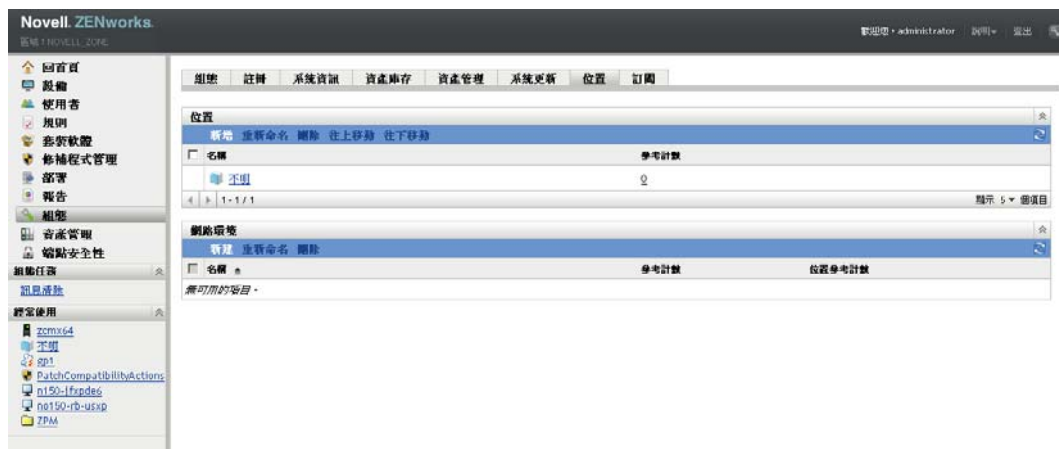 Novell. ZENworks.
區域：NOVELL_ZONE
歡迎您，administrator 說明 登出
回首頁
設備
使用者
規則
套裝軟體
修補程式管理
部署
報告
組態
資產管理
端點安全性
組態任務
訊息清除
經常使用
zcmx64
不明
gp1
PatchCompatibilityActions
n150-jfxpde6
no150-rb-usxp
ZPM
組態 註冊 系統資訊 資產庫存 資產管理 系統更新 位置 訂閱
位置
新增 重新命名 刪除 往上移動 往下移動
名稱 參考計數
不明 0
1-1/1 顯示 5 個項目
網路環境
新建 重新命名 刪除
名稱 參考計數 位置參考計數
無可用的項目。